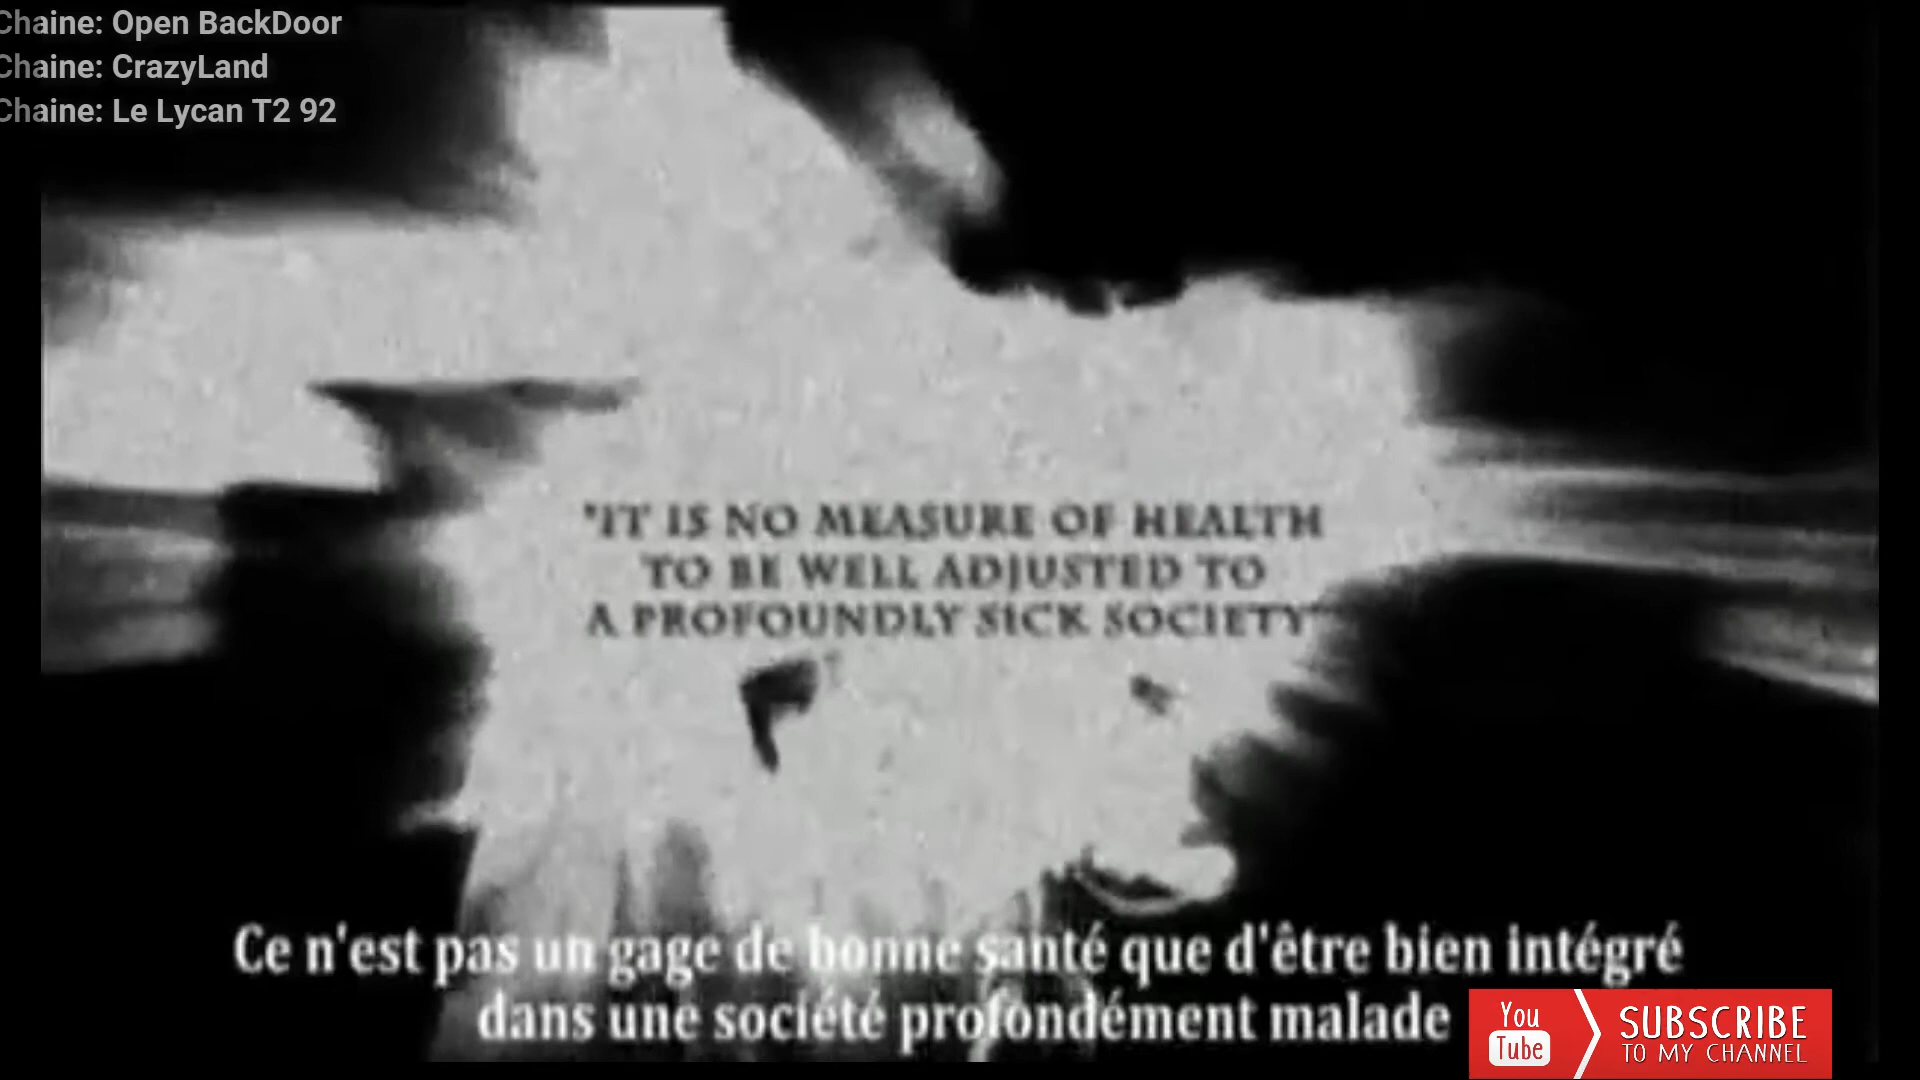 Chaine: Open BackDoor
Chaine: CrazyLand
Chaine: Le Lycan T2 92
"IT IS NO MEASURE OF HEALTH
TO BE WELL ADJUSTED TO
A PROFOUNDLY SICK SOCIETY"
Ce n'est pas un gage de bonne santé que d'être bien intégré
dans une société profondément malade
You
Tube
SUBSCRIBE
TO MY CHANNEL